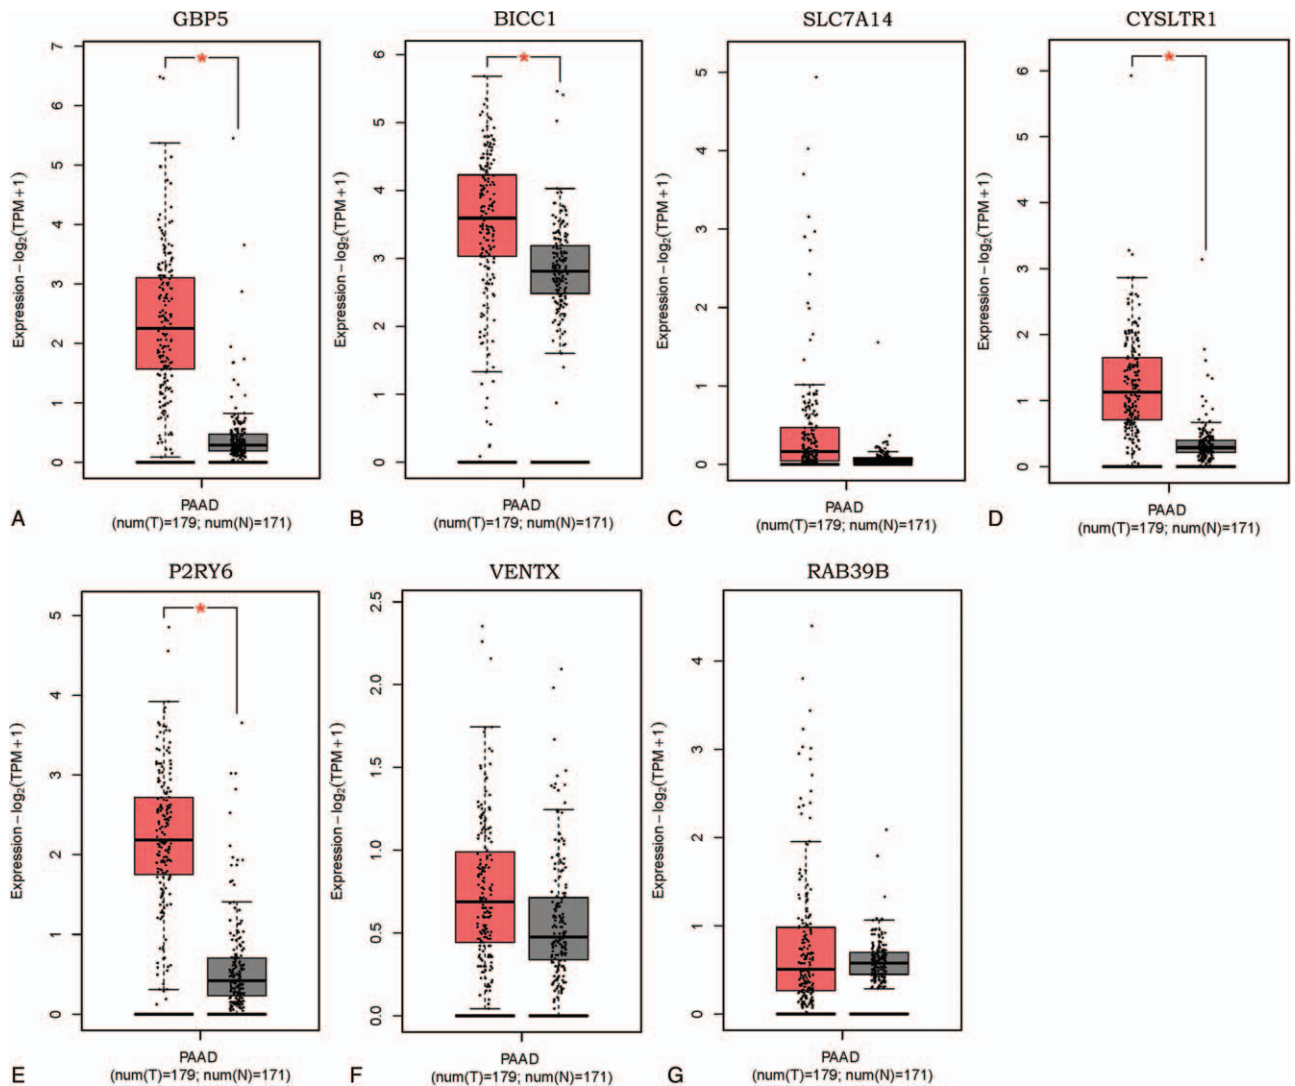 GBP5
BICC1
SLC7A14
CYSLTR1
Expression − log2(TPM+1)
7
6
5
4
3
2
1
0
*
PAAD
(num(T)=179; num(N)=171)
A
Expression − log2(TPM+1)
6
5
4
3
2
1
0
*
PAAD
(num(T)=179; num(N)=171)
B
Expression − log2(TPM+1)
5
4
3
2
1
0
PAAD
(num(T)=179; num(N)=171)
C
Expression − log2(TPM+1)
6
5
4
3
2
1
0
*
PAAD
(num(T)=179; num(N)=171)
D
P2RY6
VENTX
RAB39B
Expression − log2(TPM+1)
5
4
3
2
1
0
*
PAAD
(num(T)=179; num(N)=171)
E
Expression − log2(TPM+1)
2.5
2.0
1.5
1.0
0.5
0.0
PAAD
(num(T)=179; num(N)=171)
F
Expression − log2(TPM+1)
4
3
2
1
0
PAAD
(num(T)=179; num(N)=171)
G